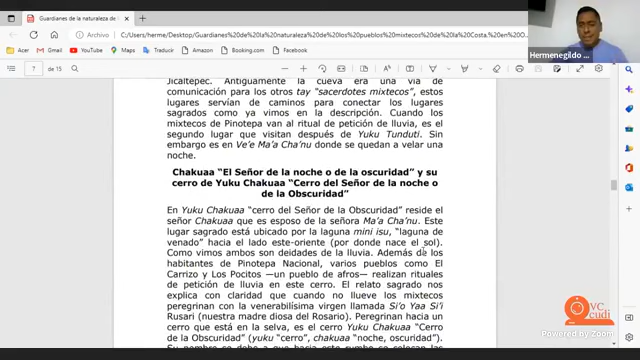 Guardianes de la naturaleza de l
C:/Users/herme/Desktop/Guardianes%20de%20la%20naturaleza%20de%20los%20pueblos%20mixtecos%20de%20la%20Costa.%20en%20O...
Acer
Gmail
YouTube
Maps
Traducir
Amazon
Booking.com
Facebook
7
de 15
Hermenegildo ...
Jicaltepec. Antiguamente la cueva era una vía de
comunicación para los otros tay “sacerdotes mixtecos”, estos
lugares servían de caminos para conectar los lugares
sagrados como ya vimos en la descripción. Cuando los
mixtecos de Pinotepa van al ritual de petición de lluvia, es el
segundo lugar que visitan después de Yuku Tunduti. Sin
embargo es en Ve’e Ma’a Cha’nu donde se quedan a velar una
noche.
Chakuaa “El Señor de la noche o de la oscuridad” y su
cerro de Yuku Chakuaa “Cerro del Señor de la noche o
de la Obscuridad”
En Yuku Chakuaa “cerro del Señor de la Obscuridad” reside el
señor Chakuaa que es esposo de la señora Ma’a Cha’nu. Este
lugar sagrado está ubicado por la laguna mini isu, “laguna de
venado” hacia el lado este-oriente (por donde nace el sol).
Como vimos ambos son deidades de la lluvia. Además de los
habitantes de Pinotepa Nacional, varios pueblos como El
Carrizo y Los Pocitos —un pueblo de afros— realizan rituales
de petición de lluvia en este cerro. El relato sagrado nos
explica con claridad que cuando no llueve los mixtecos
peregrinan con la venerabilísima virgen llamada Si’o Yaa Si’i
Rusari (nuestra madre diosa del Rosario). Peregrinan hacia un
cerro que está en la selva, es el cerro Yuku Chakuaa “Cerro
de la Obscuridad” (yuku “cerro”, chakuaa “noche, oscuridad”).
Su nombre se debe a que hacia este rumbo se colocan las
VC
cudi
Powered by Zoom